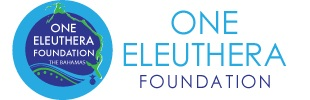 ONE
ELEUTHERA
FOUNDATION
THE BAHAMAS
ONE
ELEUTHERA
FOUNDATION